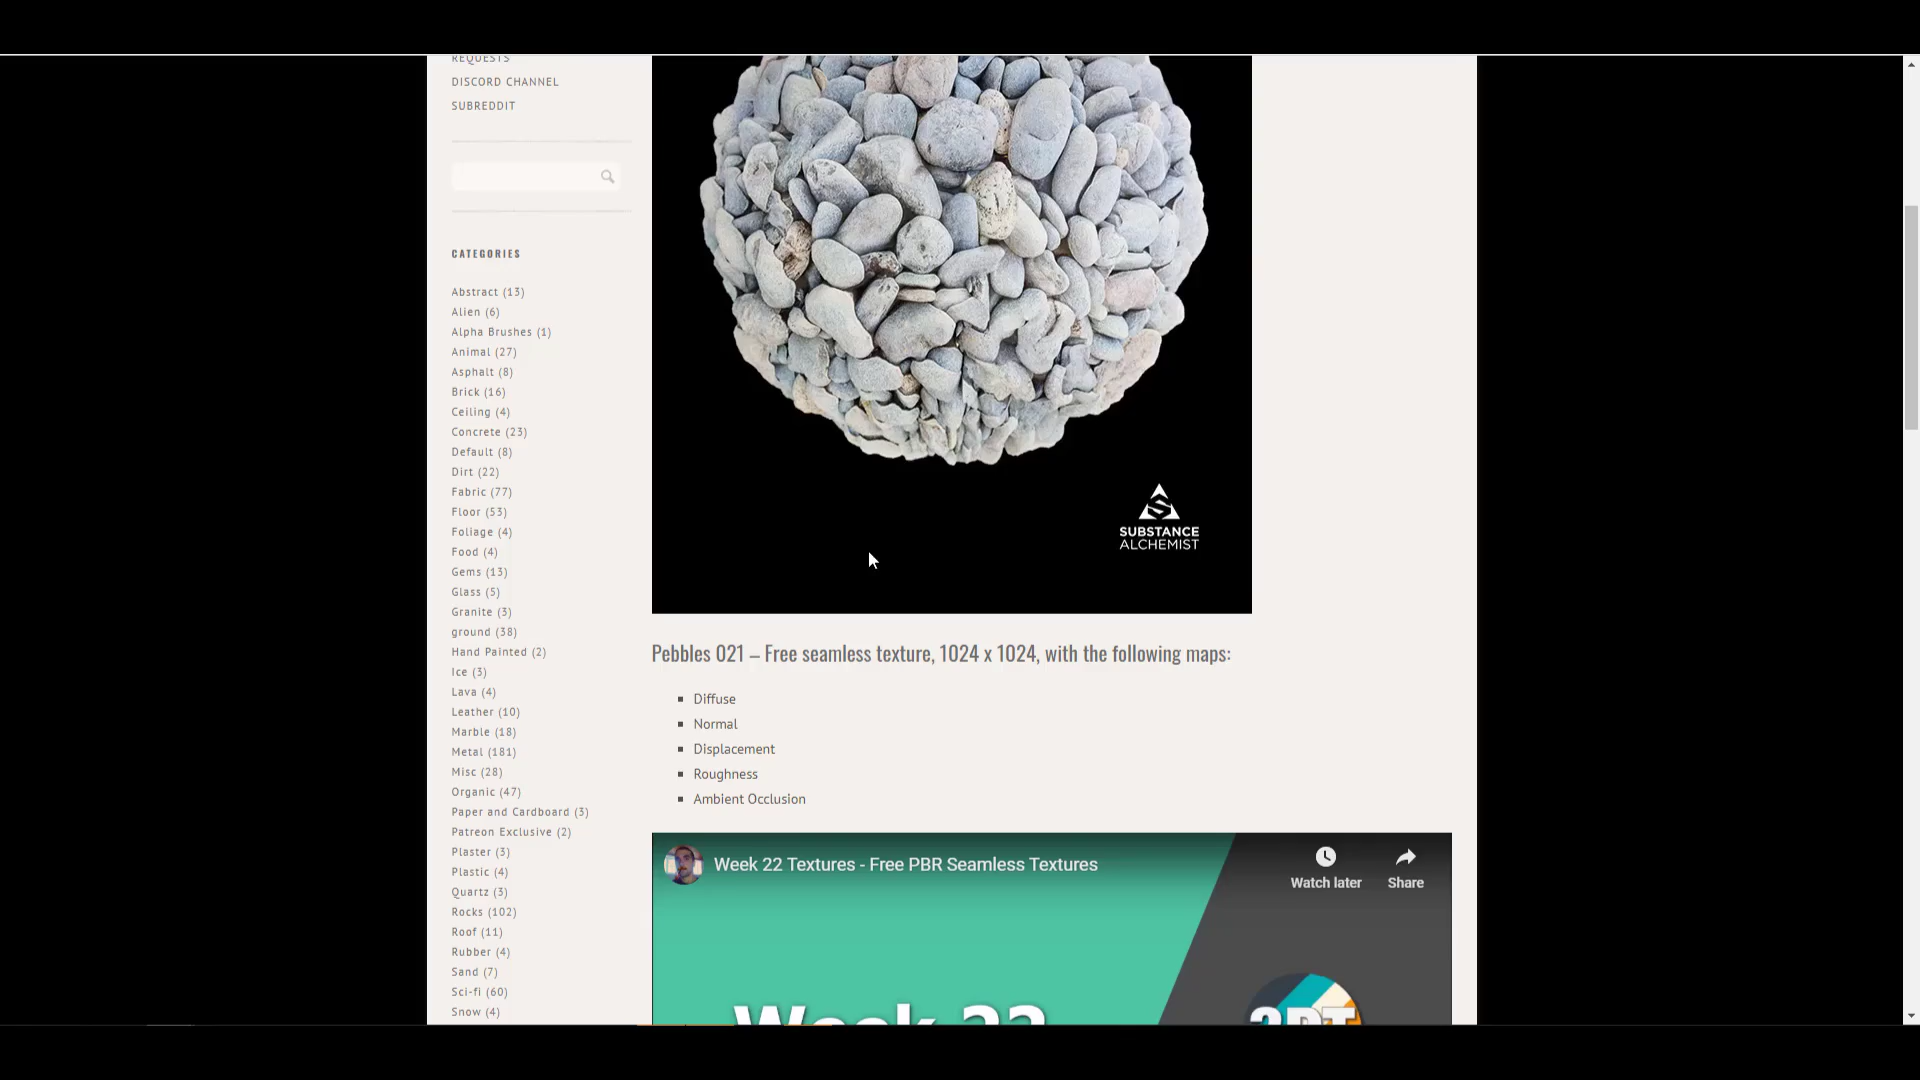 REQUESTS
DISCORD CHANNEL
SUBREDDIT
CATEGORIES
Abstract (13)
Alien (6)
Alpha Brushes (1)
Animal (27)
Asphalt (8)
Brick (16)
Ceiling (4)
Concrete (23)
Default (8)
Dirt (22)
Fabric (77)
Floor (53)
Foliage (4)
Food (4)
Gems (13)
Glass (5)
Granite (3)
ground (38)
Hand Painted (2)
Ice (3)
Lava (4)
Leather (10)
Marble (18)
Metal (181)
Misc (28)
Organic (47)
Paper and Cardboard (3)
Patreon Exclusive (2)
Plaster (3)
Plastic (4)
Quartz (3)
Rocks (102)
Roof (11)
Rubber (4)
Sand (7)
Sci-fi (60)
Snow (4)
SUBSTANCE
ALCHEMIST
Pebbles 021 – Free seamless texture, 1024 x 1024, with the following maps:
Diffuse
Normal
Displacement
Roughness
Ambient Occlusion
Week 22 Textures - Free PBR Seamless Textures
Watch later
Share
Week 22
3DT